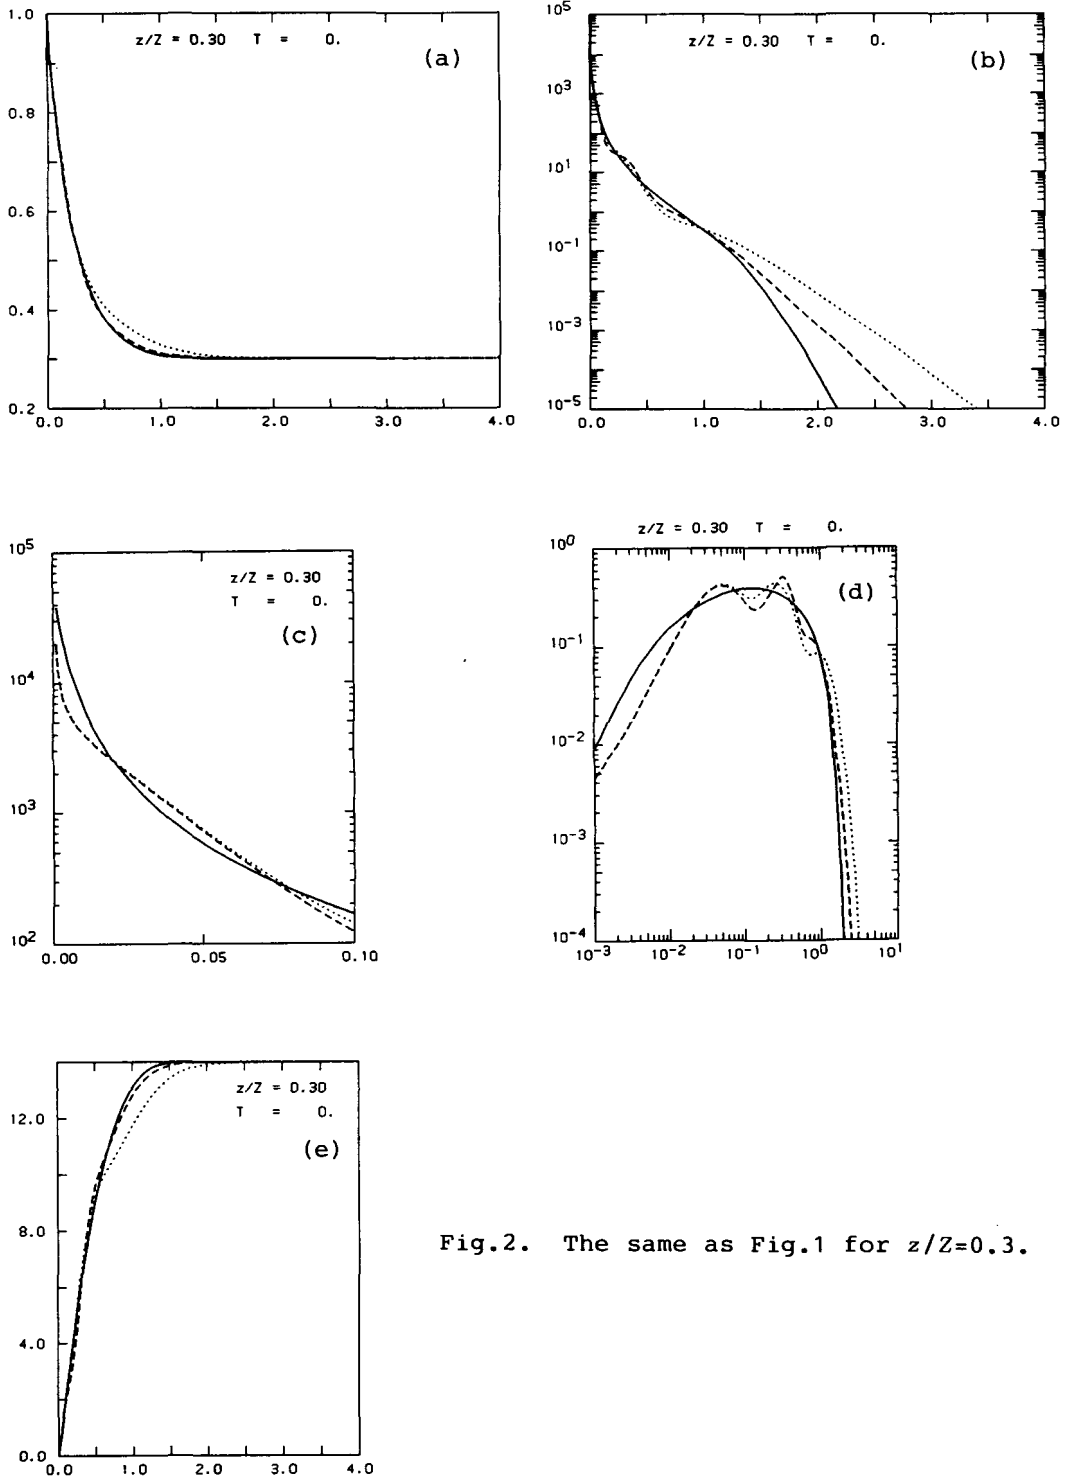 z/Z = 0.30 T = 0.
(a)
1.0
0.8
0.6
0.4
0.2
0.0 1.0 2.0 3.0 4.0
z/Z = 0.30 T = 0.
(b)
10^5
10^3
10^1
10^-1
10^-3
10^-5
0.0 1.0 2.0 3.0 4.0
z/Z = 0.30
T = 0.
(c)
10^5
10^4
10^3
10^2
0.00 0.05 0.10
z/Z = 0.30 T = 0.
(d)
10^0
10^-1
10^-2
10^-3
10^-4
10^-3 10^-2 10^-1 10^0 10^1
z/Z = 0.30
T = 0.
(e)
12.0
8.0
4.0
0.0
0.0 1.0 2.0 3.0 4.0
Fig.2. The same as Fig.1 for z/Z=0.3.